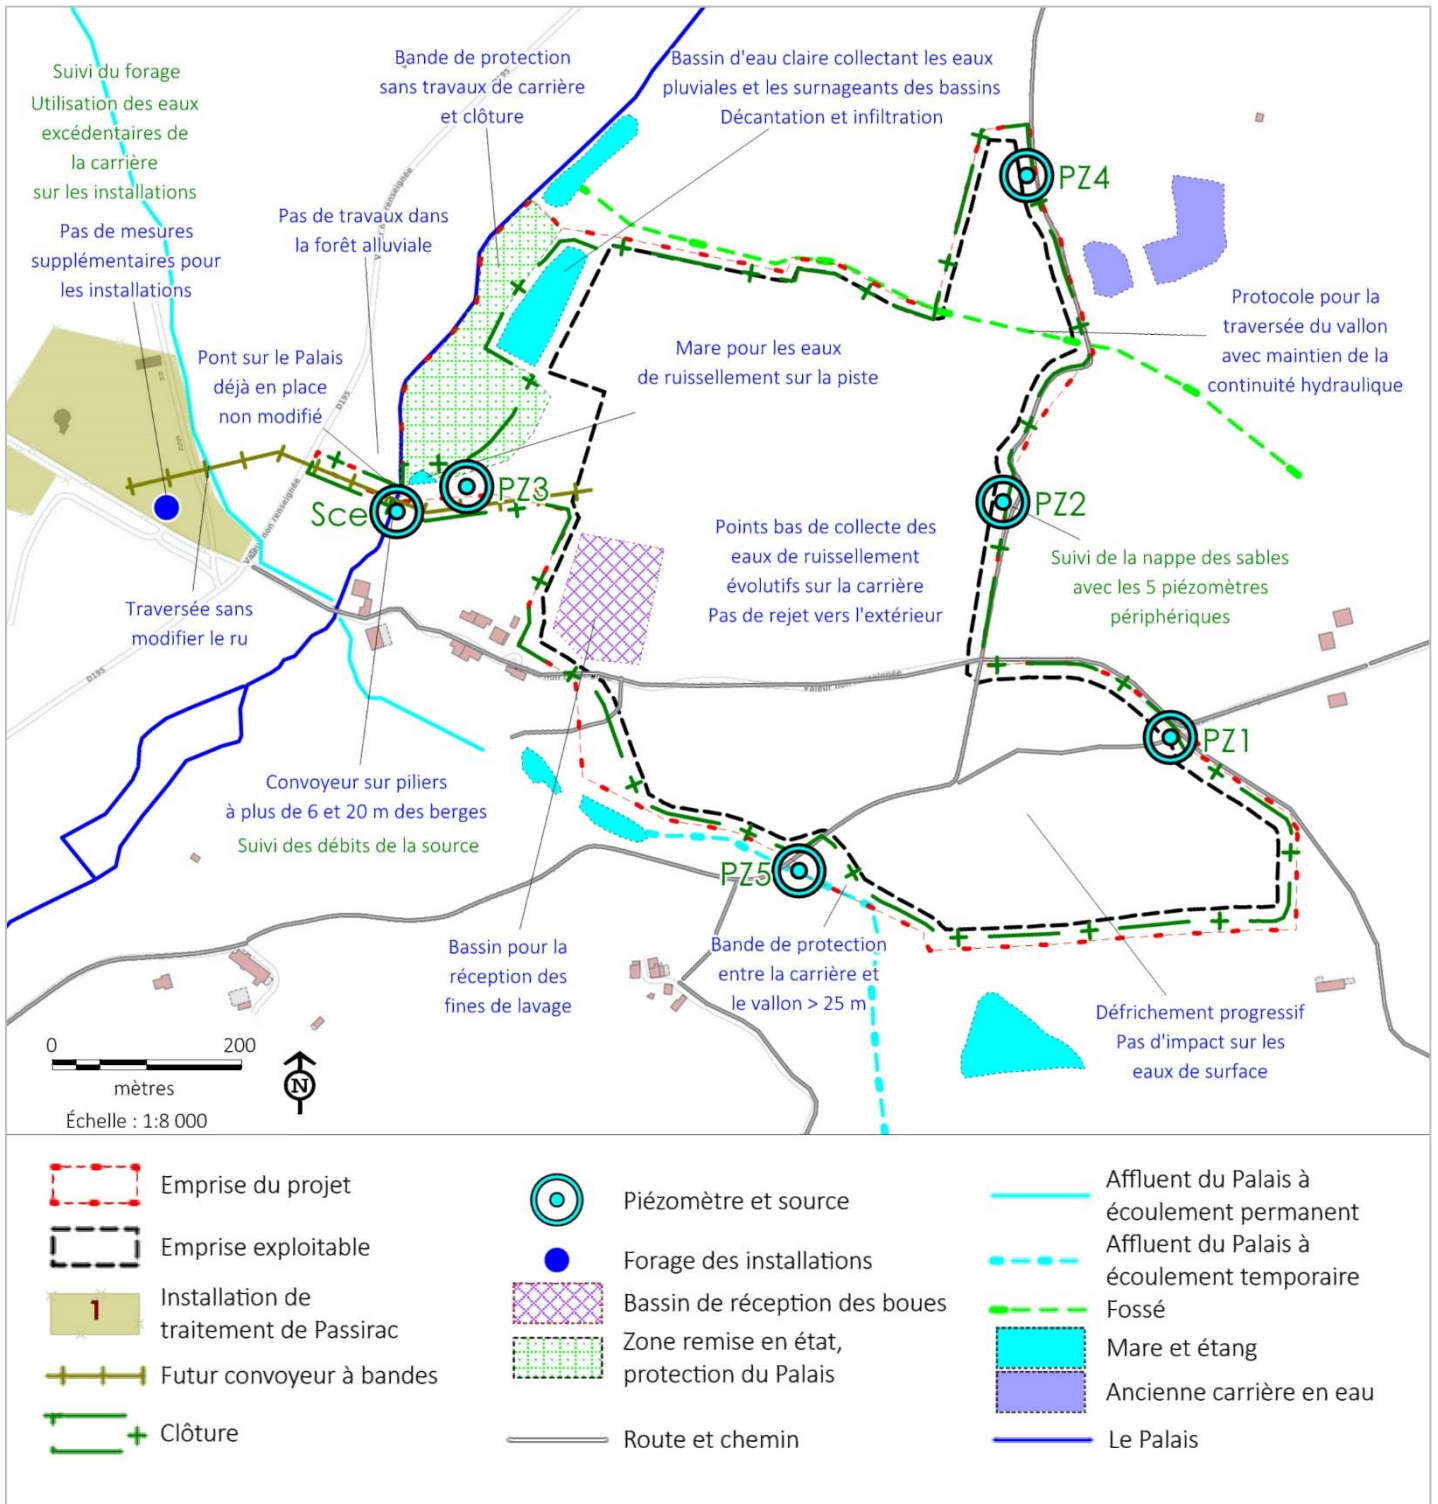 Suivi du forage
Utilisation des eaux
excédentaires de
la carrière
sur les installations
Pas de mesures
supplémentaires pour
les installations
Bande de protection
sans travaux de carrière
et clôture
Bassin d'eau claire collectant les eaux
pluviales et les surnageants des bassins
Décantation et infiltration
Pas de travaux dans
la forêt alluviale
PZ4
Protocole pour la
traversée du vallon
avec maintien de la
continuité hydraulique
Pont sur le Palais
déjà en place
non modifié
Mare pour les eaux
de ruissellement sur la piste
D195
Sce
PZ3
PZ2
Points bas de collecte des
eaux de ruissellement
évolutifs sur la carrière
Pas de rejet vers l'extérieur
Suivi de la nappe des sables
avec les 5 piézomètres
périphériques
Valeur non renseignée
Traversée sans
modifier le ru
D195
Valeur non renseignée
PZ1
Convoyeur sur piliers
à plus de 6 et 20 m des berges
Suivi des débits de la source
PZ5
Bassin pour la
réception des
fines de lavage
Bande de protection
entre la carrière et
le vallon > 25 m
Défrichement progressif
Pas d'impact sur les
eaux de surface
0 200
mètres
Échelle : 1:8 000
N
Emprise du projet
Emprise exploitable
1
Installation de
traitement de Passirac
Futur convoyeur à bandes
Clôture
Piézomètre et source
Forage des installations
Bassin de réception des boues
Zone remise en état,
protection du Palais
Route et chemin
Affluent du Palais à
écoulement permanent
Affluent du Palais à
écoulement temporaire
Fossé
Mare et étang
Ancienne carrière en eau
Le Palais